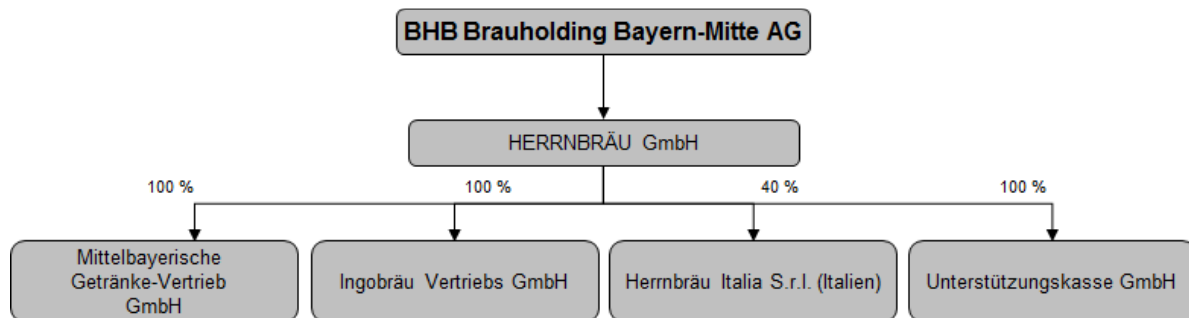 BHB Brauholding Bayern-Mitte AG
HERRNBRÄU GmbH
100 %
100 %
40 %
100 %
Mittelbayerische
Getränke-Vertrieb
GmbH
Ingobräu Vertriebs GmbH
Herrnbräu Italia S.r.l. (Italien)
Unterstützungskasse GmbH